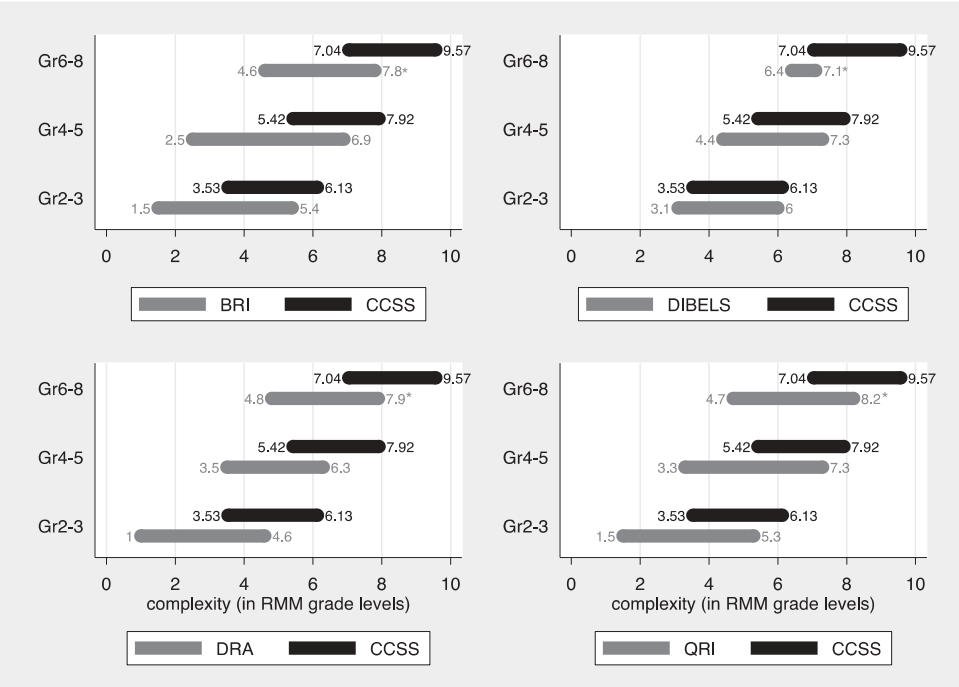 Gr6-8 7.04 9.57
4.6 7.8*
Gr4-5 5.42 7.92
2.5 6.9
Gr2-3 3.53 6.13
1.5 5.4
0 2 4 6 8 10
BRI CCSS
Gr6-8 7.04 9.57
6.4 7.1*
Gr4-5 5.42 7.92
4.4 7.3
Gr2-3 3.53 6.13
3.1 6
0 2 4 6 8 10
DIBELS CCSS
Gr6-8 7.04 9.57
4.8 7.9*
Gr4-5 5.42 7.92
3.5 6.3
Gr2-3 3.53 6.13
1 4.6
0 2 4 6 8 10
complexity (in RMM grade levels)
DRA CCSS
Gr6-8 7.04 9.57
4.7 8.2*
Gr4-5 5.42 7.92
3.3 7.3
Gr2-3 3.53 6.13
1.5 5.3
0 2 4 6 8 10
complexity (in RMM grade levels)
QRI CCSS